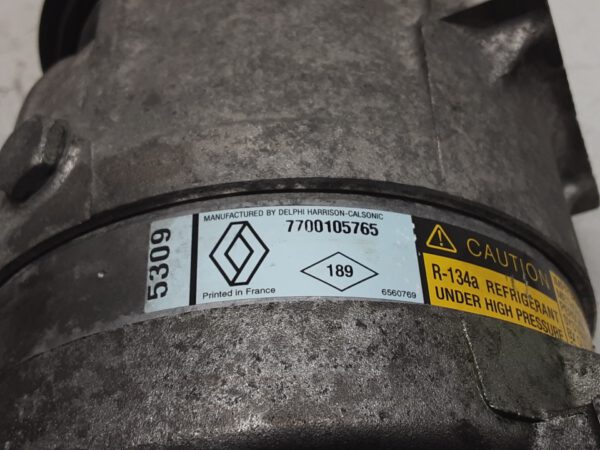 5309
MANUFACTURED BY DELPHI HARRISON-CALSONIC
7700105765
189
Printed in France
6560769
CAUTION
R-134a REFRIGERANT
UNDER HIGH PRESSURE